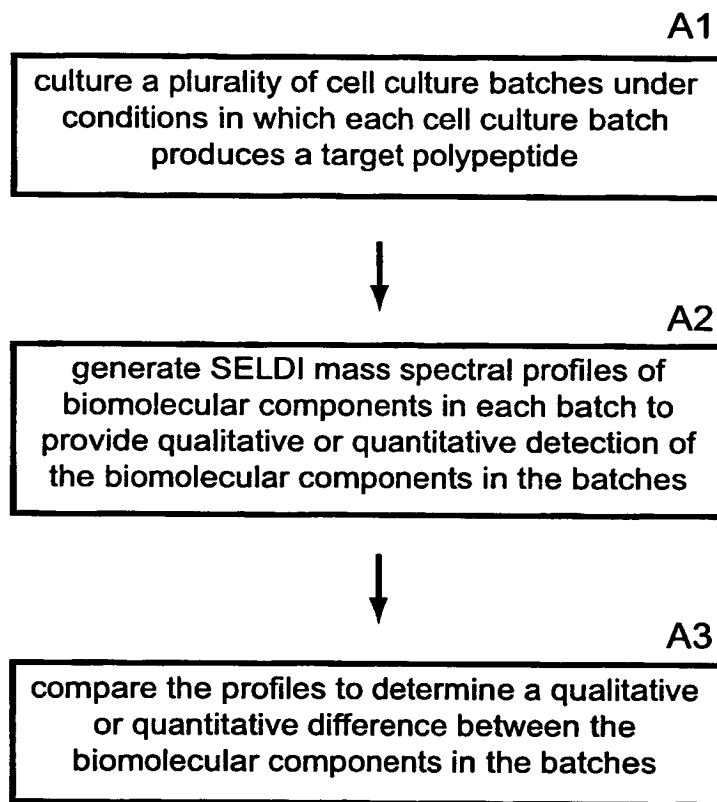 A1
culture a plurality of cell culture batches under
conditions in which each cell culture batch
produces a target polypeptide
A2
generate SELDI mass spectral profiles of
biomolecular components in each batch to
provide qualitative or quantitative detection of
the biomolecular components in the batches
A3
compare the profiles to determine a qualitative
or quantitative difference between the
biomolecular components in the batches